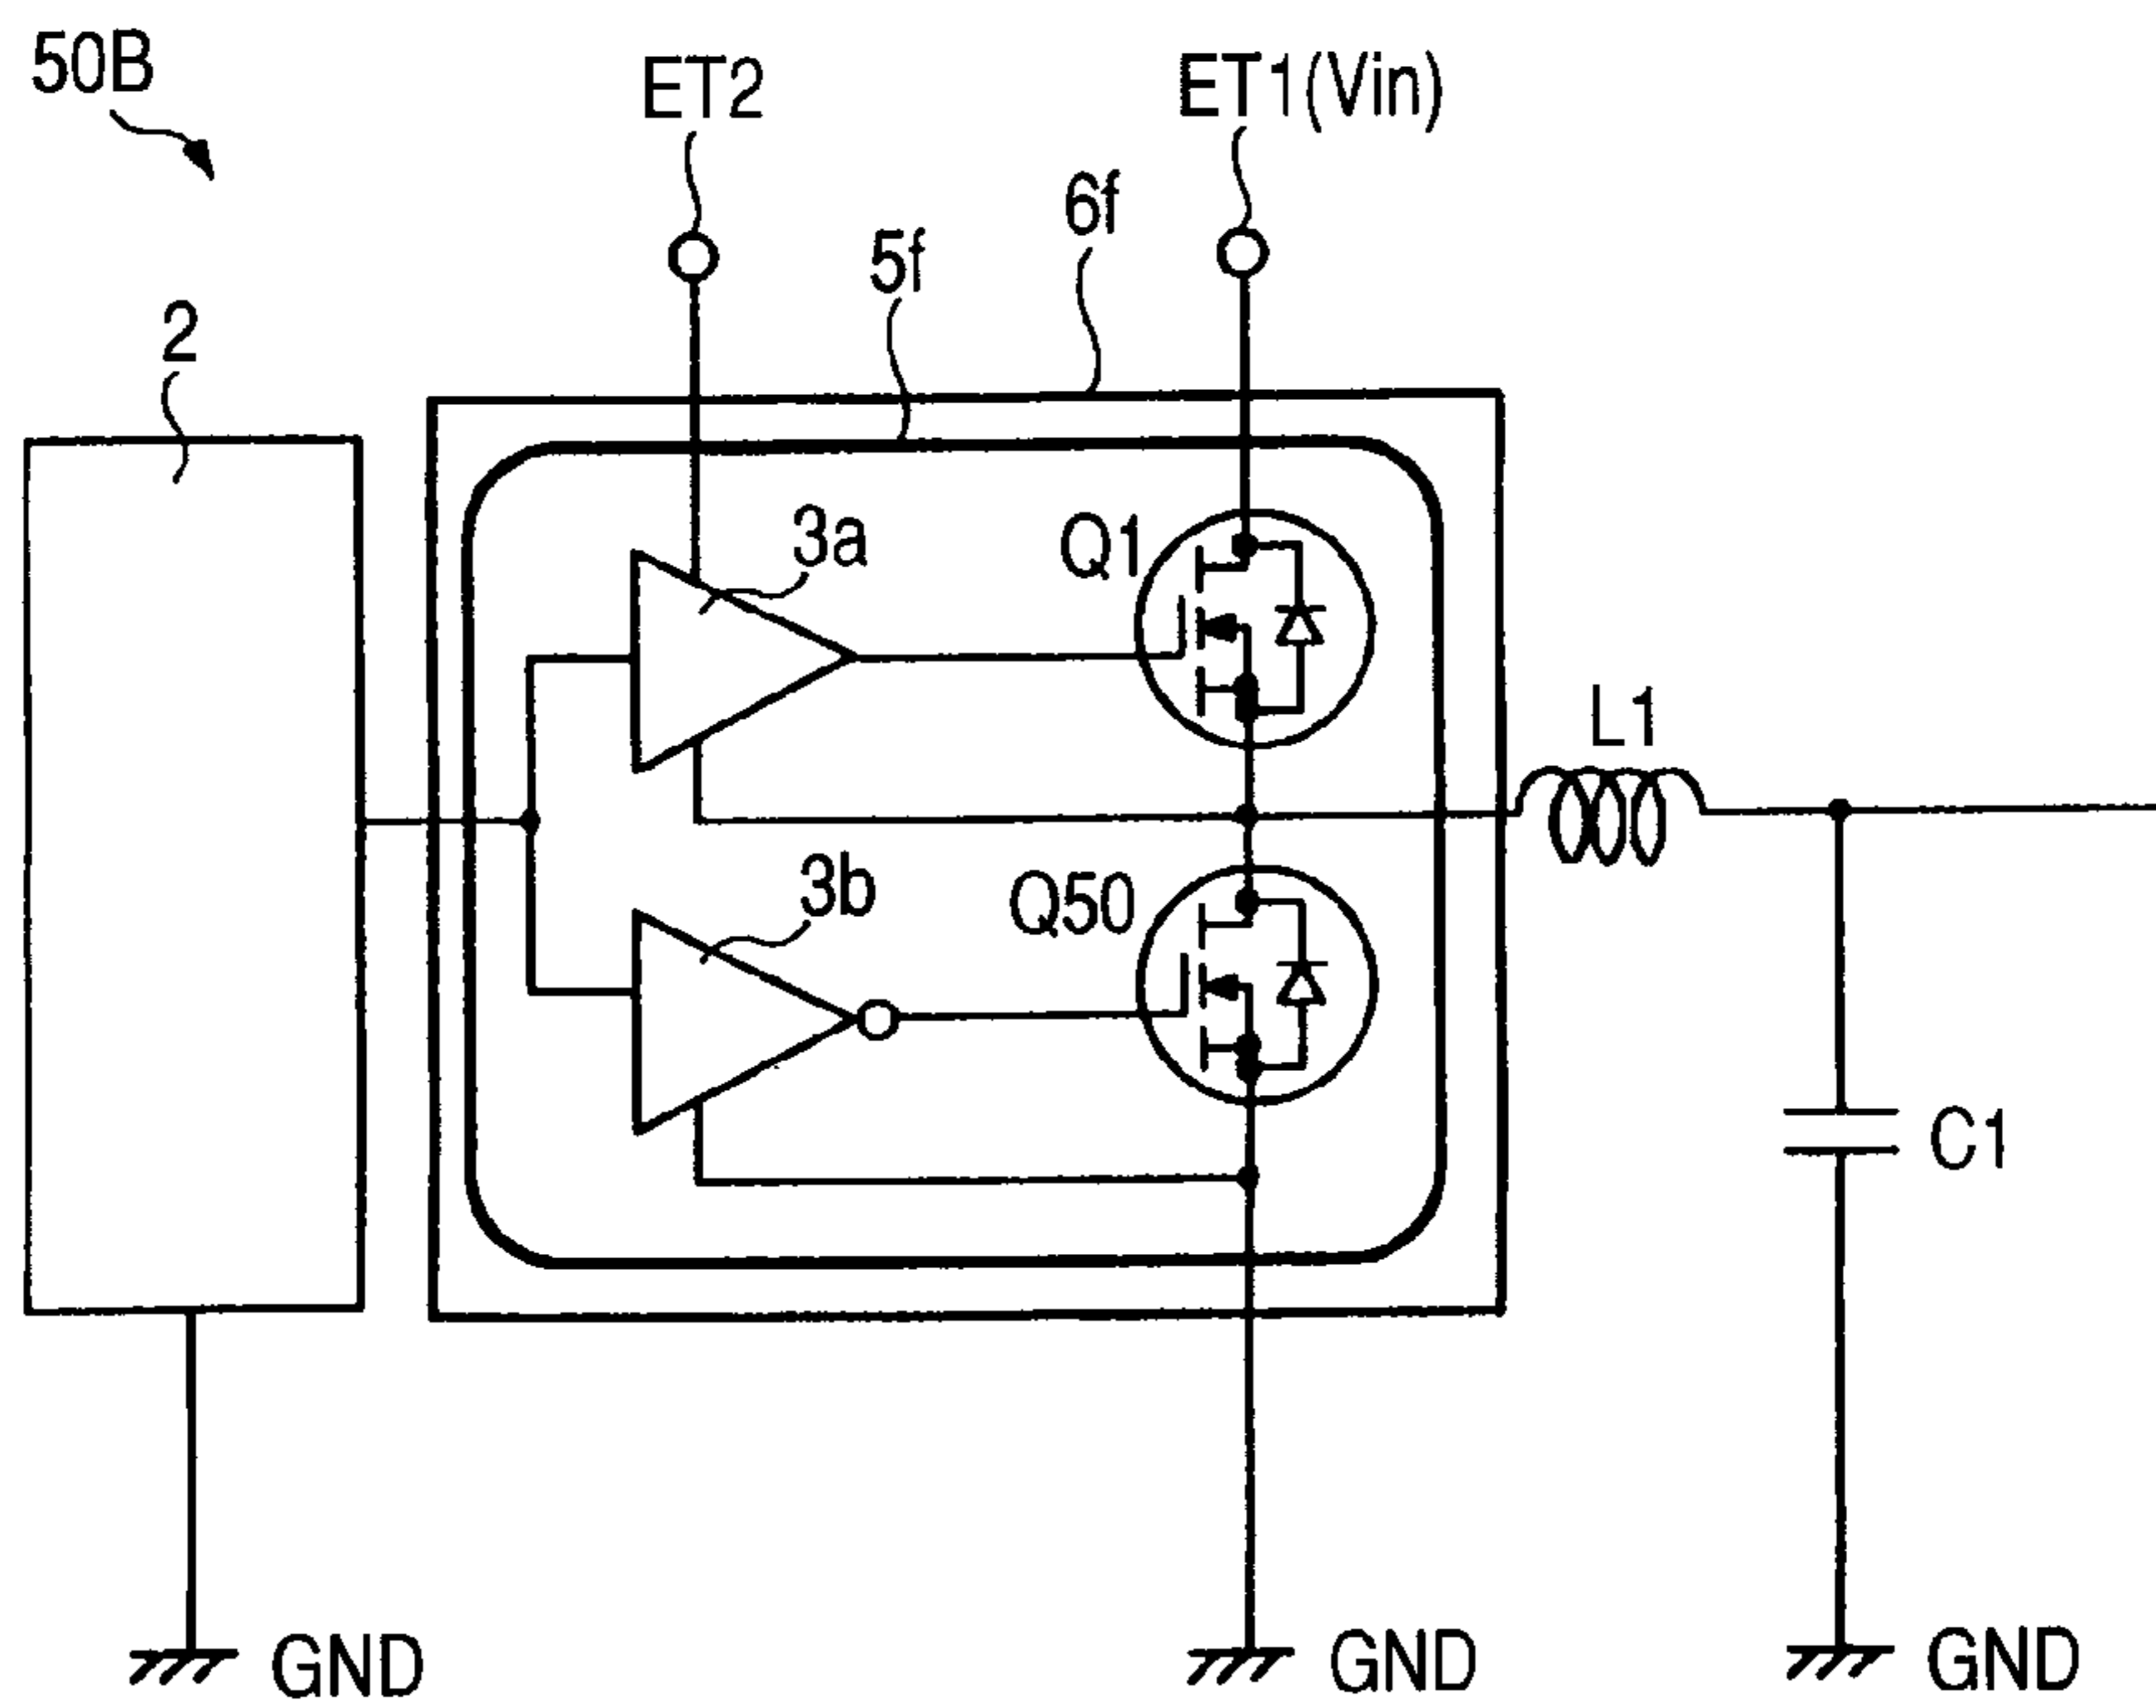 50B
ET2
ET1(Vin)
6f
5f
2
3a
Q1
L1
3b
Q50
C1
GND
GND
GND